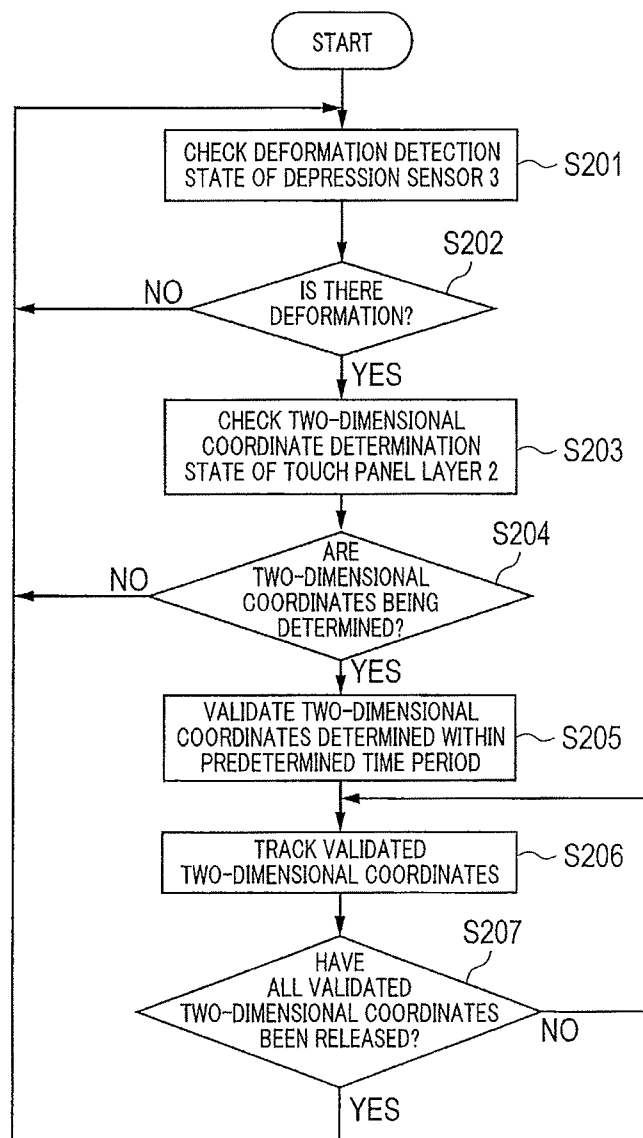 START
CHECK DEFORMATION DETECTION
STATE OF DEPRESSION SENSOR 3
S201
S202
IS THERE
DEFORMATION?
NO
YES
CHECK TWO-DIMENSIONAL
COORDINATE DETERMINATION
STATE OF TOUCH PANEL LAYER 2
S203
S204
ARE
TWO-DIMENSIONAL
COORDINATES BEING
DETERMINED?
NO
YES
VALIDATE TWO-DIMENSIONAL
COORDINATES DETERMINED WITHIN
PREDETERMINED TIME PERIOD
S205
TRACK VALIDATED
TWO-DIMENSIONAL COORDINATES
S206
S207
HAVE
ALL VALIDATED
TWO-DIMENSIONAL COORDINATES
BEEN RELEASED?
NO
YES